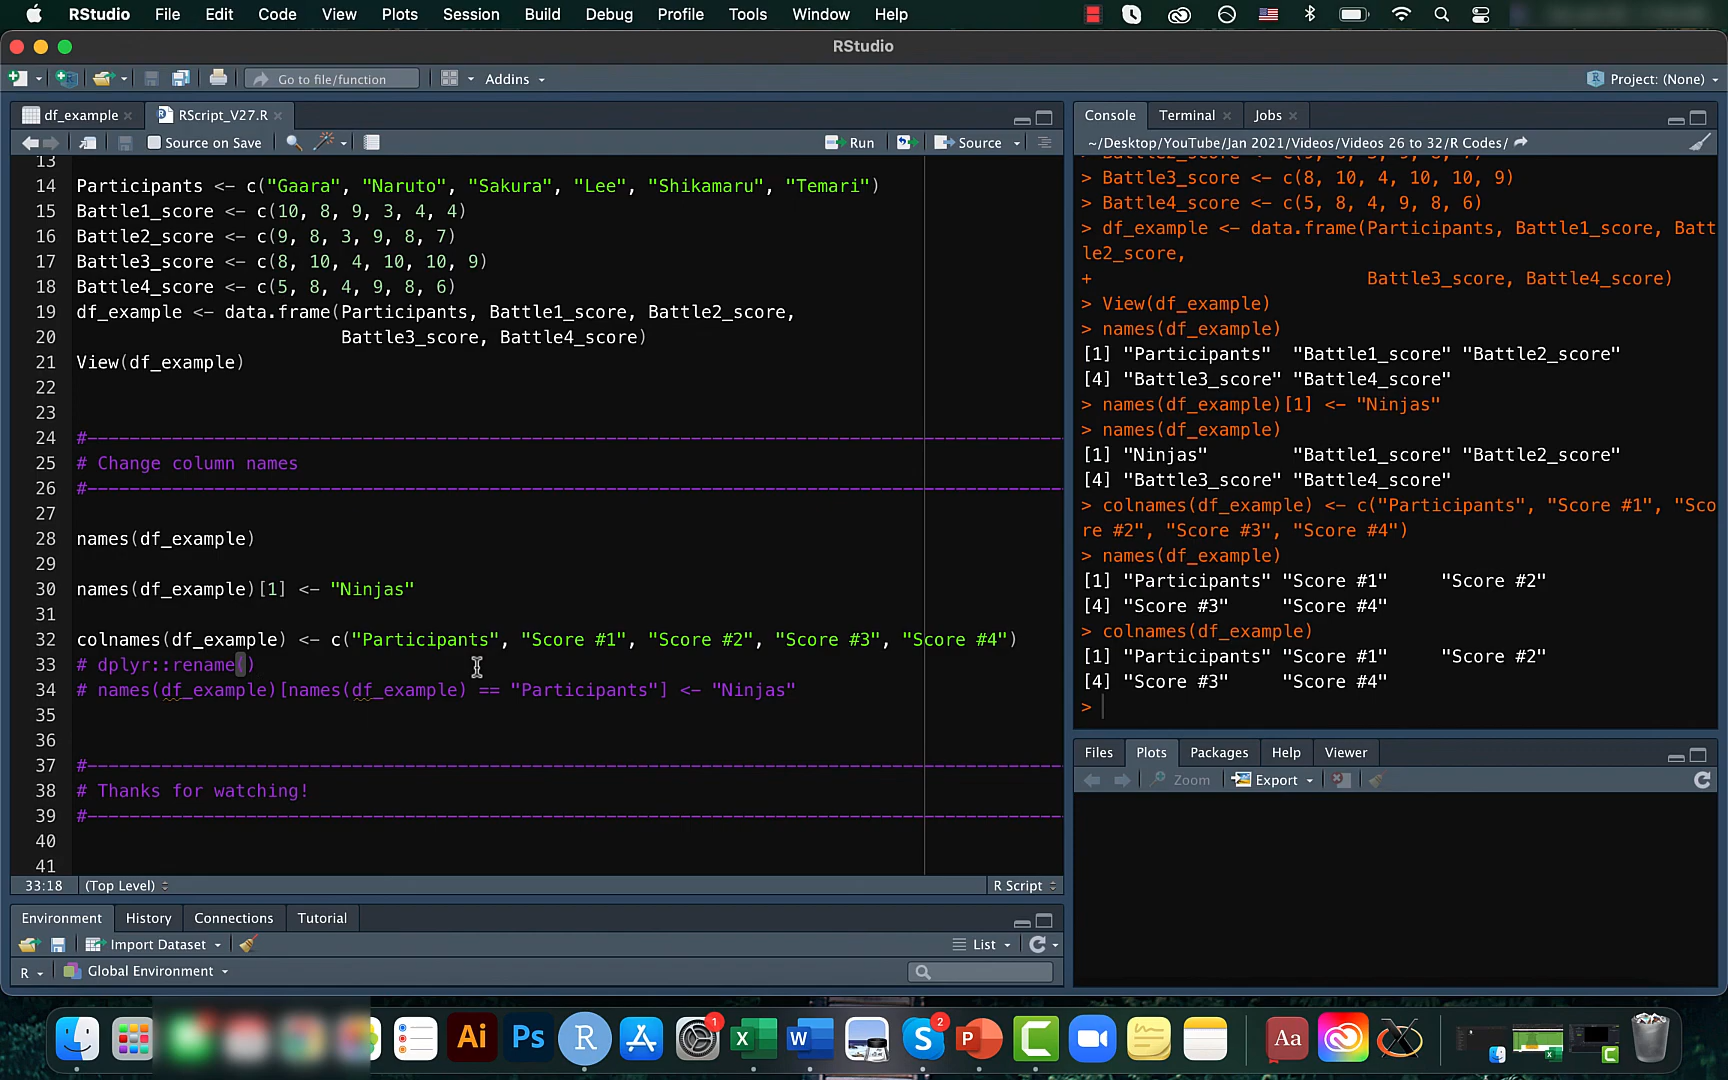 RStudio File Edit Code View Plots Session Build Debug Profile Tools Window Help
RStudio
Go to file/function Addins Project: (None)
df_example RScript_V27.R
Source on Save Run Source
13
14 Participants <- c("Gaara", "Naruto", "Sakura", "Lee", "Shikamaru", "Temari")
15 Battle1_score <- c(10, 8, 9, 3, 4, 4)
16 Battle2_score <- c(9, 8, 3, 9, 8, 7)
17 Battle3_score <- c(8, 10, 4, 10, 10, 9)
18 Battle4_score <- c(5, 8, 4, 9, 8, 6)
19 df_example <- data.frame(Participants, Battle1_score, Battle2_score,
20 Battle3_score, Battle4_score)
21 View(df_example)
22
23
24 #----------------------------------------------------------------------
25 # Change column names
26 #----------------------------------------------------------------------
27
28 names(df_example)
29
30 names(df_example)[1] <- "Ninjas"
31
32 colnames(df_example) <- c("Participants", "Score #1", "Score #2", "Score #3", "Score #4")
33 # dplyr::rename()
34 # names(df_example)[names(df_example) == "Participants"] <- "Ninjas"
35
36
37 #----------------------------------------------------------------------
38 # Thanks for watching!
39 #----------------------------------------------------------------------
40
41
33:18 (Top Level) R Script
Environment History Connections Tutorial
Import Dataset List
R Global Environment
Console Terminal Jobs
~/Desktop/YouTube/Jan 2021/Videos/Videos 26 to 32/R Codes/
> Battle2_score <- c(9, 8, 3, 9, 8, 7)
> Battle3_score <- c(8, 10, 4, 10, 10, 9)
> Battle4_score <- c(5, 8, 4, 9, 8, 6)
> df_example <- data.frame(Participants, Battle1_score, Batt
le2_score,
+ Battle3_score, Battle4_score)
> View(df_example)
> names(df_example)
[1] "Participants" "Battle1_score" "Battle2_score"
[4] "Battle3_score" "Battle4_score"
> names(df_example)[1] <- "Ninjas"
> names(df_example)
[1] "Ninjas" "Battle1_score" "Battle2_score"
[4] "Battle3_score" "Battle4_score"
> colnames(df_example) <- c("Participants", "Score #1", "Sco
re #2", "Score #3", "Score #4")
> names(df_example)
[1] "Participants" "Score #1" "Score #2"
[4] "Score #3" "Score #4"
> colnames(df_example)
[1] "Participants" "Score #1" "Score #2"
[4] "Score #3" "Score #4"
>
Files Plots Packages Help Viewer
Zoom Export
Ai Ps R 1 X W S 2 P C Aa X